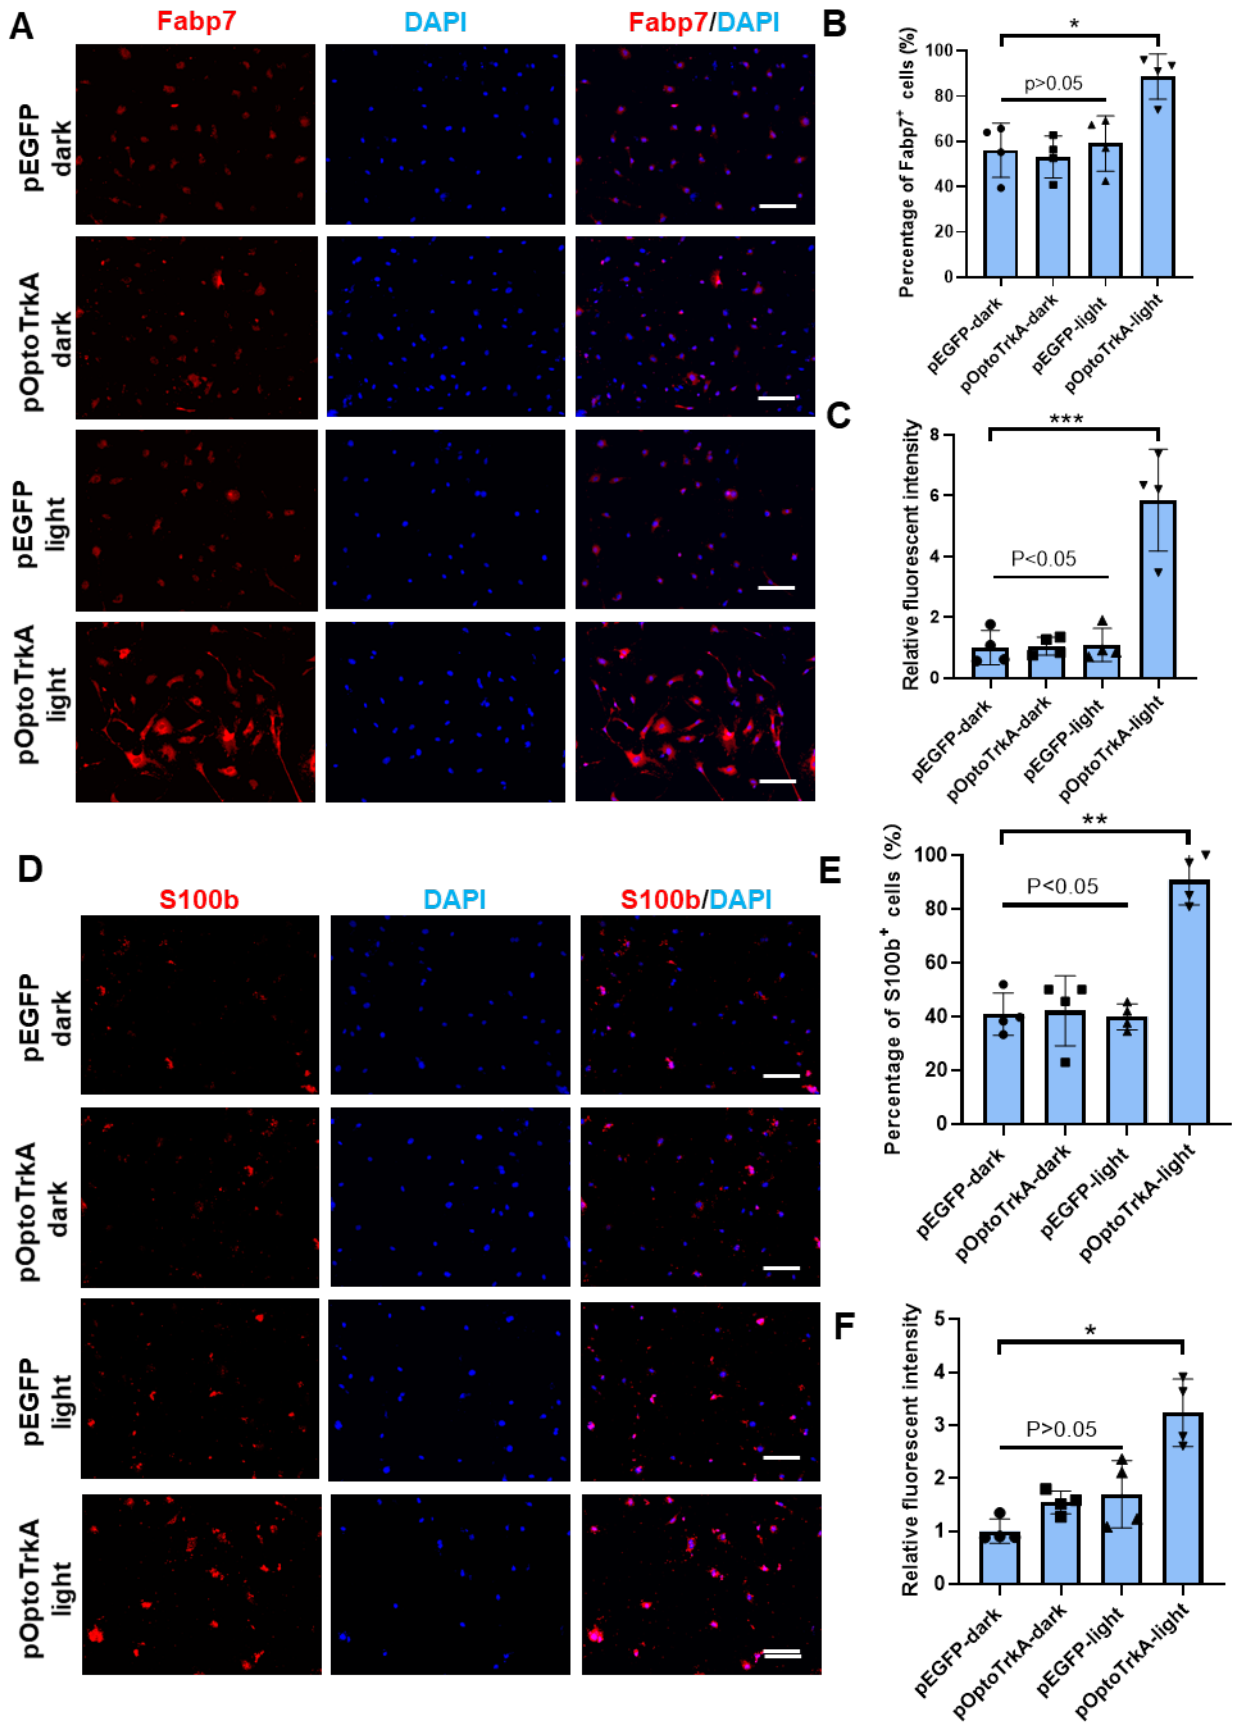 A
Fabp7
DAPI
Fabp7/DAPI
pEGFP
dark
pOptoTrkA
dark
pEGFP
light
pOptoTrkA
light
B
Percentage of Fabp7+ cells (%)
100
80
60
40
20
0
*
p>0.05
pEGFP-dark
pOptoTrkA-dark
pEGFP-light
pOptoTrkA-light
C
Relative fluorescent intensity
8
6
4
2
0
***
P<0.05
pEGFP-dark
pOptoTrkA-dark
pEGFP-light
pOptoTrkA-light
D
S100b
DAPI
S100b/DAPI
pEGFP
dark
pOptoTrkA
dark
pEGFP
light
pOptoTrkA
light
E
Percentage of S100b+ cells (%)
100
80
60
40
20
0
**
P<0.05
pEGFP-dark
pOptoTrkA-dark
pEGFP-light
pOptoTrkA-light
F
Relative fluorescent intensity
5
4
3
2
1
0
*
P>0.05
pEGFP-dark
pOptoTrkA-dark
pEGFP-light
pOptoTrkA-light